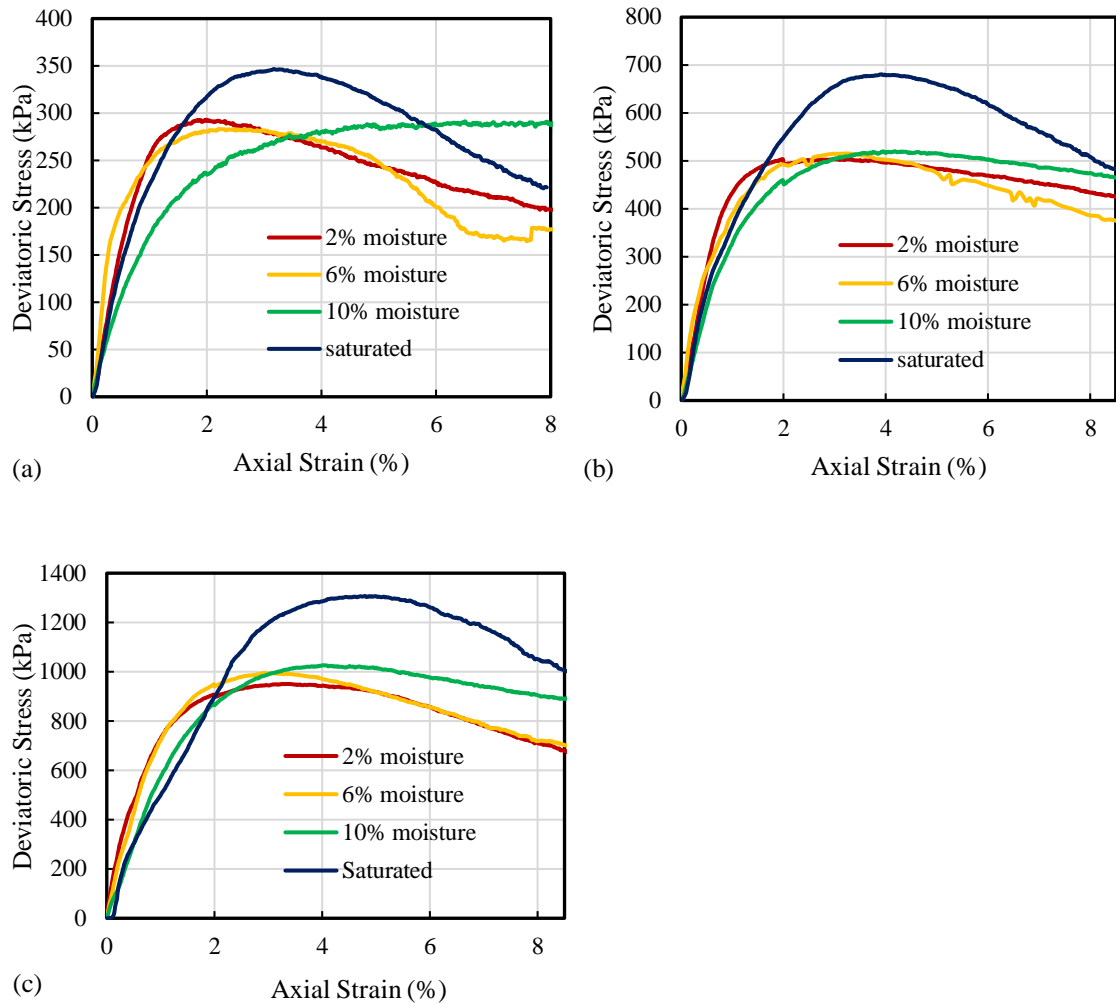 400
350
300
250
200
150
100
50
0
Deviatoric Stress (kPa)
2% moisture
6% moisture
10% moisture
saturated
0 2 4 6 8
Axial Strain (%)
(a)
800
700
600
500
400
300
200
100
0
Deviatoric Stress (kPa)
2% moisture
6% moisture
10% moisture
saturated
0 2 4 6 8
Axial Strain (%)
(b)
1400
1200
1000
800
600
400
200
0
Deviatoric Stress (kPa)
2% moisture
6% moisture
10% moisture
Saturated
0 2 4 6 8
Axial Strain (%)
(c)